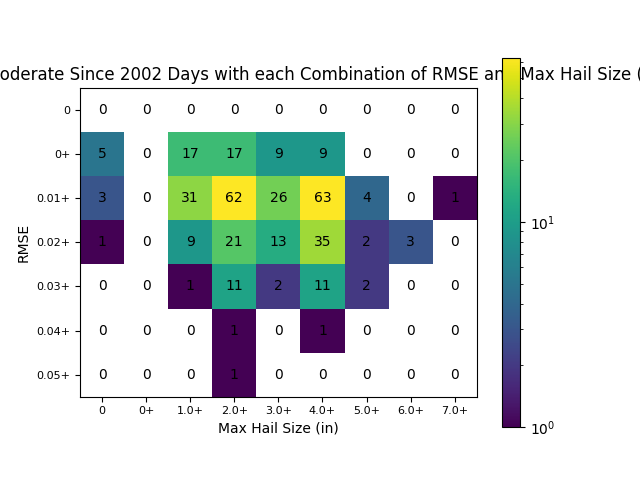 oderate Since 2002 Days with each Combination of RMSE an Max Hail Size (
0 0 0 0 0 0 0 0 0 0
0+ 5 0 17 17 9 9 0 0 0
0.01+ 3 0 31 62 26 63 4 0 1
0.02+ 1 0 9 21 13 35 2 3 0
0.03+ 0 0 1 11 2 11 2 0 0
0.04+ 0 0 0 1 0 1 0 0 0
0.05+ 0 0 0 1 0 0 0 0 0
0 0+ 1.0+ 2.0+ 3.0+ 4.0+ 5.0+ 6.0+ 7.0+
Max Hail Size (in)
RMSE
10¹
10⁰